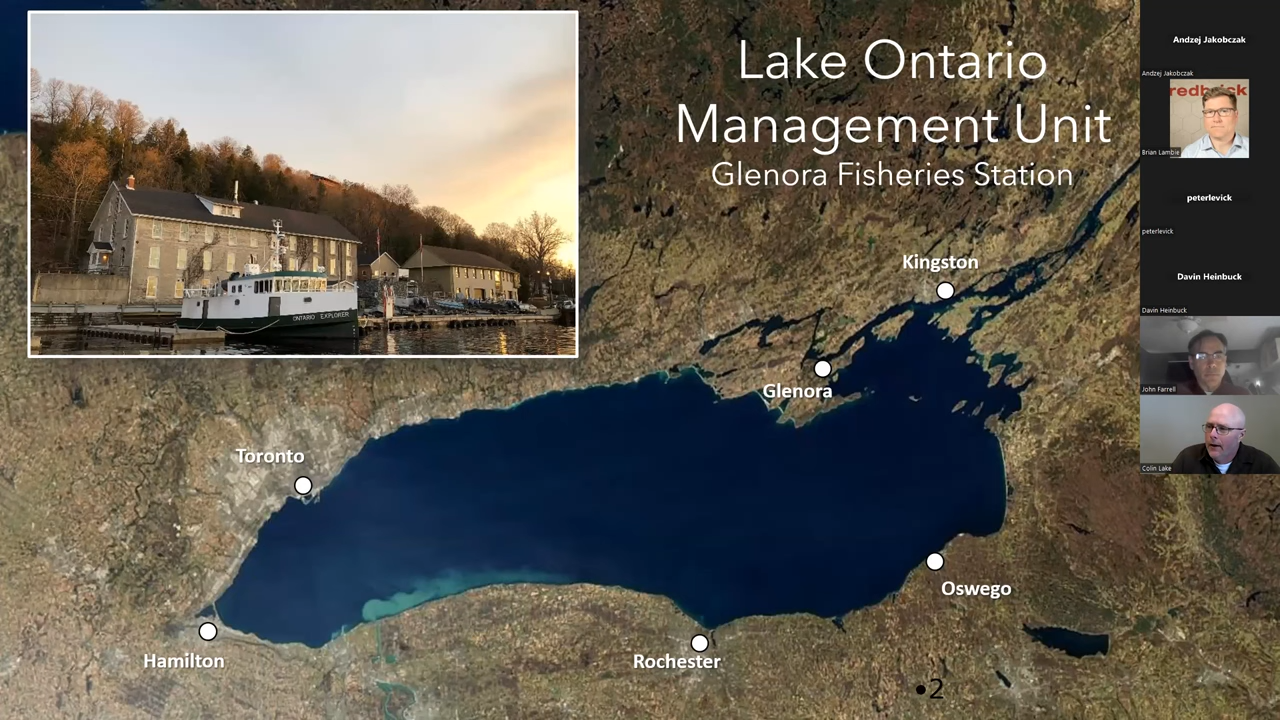 Lake Ontario
Management Unit
Glenora Fisheries Station
ONTARIO EXPLORER
Kingston
Glenora
Toronto
Oswego
Hamilton
Rochester
•2
Andzej Jakobczak
Andzej Jakobczak
redbrick
Brian Lambie
peterlevick
peterlevick
Davin Heinbuck
Davin Heinbuck
John Farrell
Colin Lake